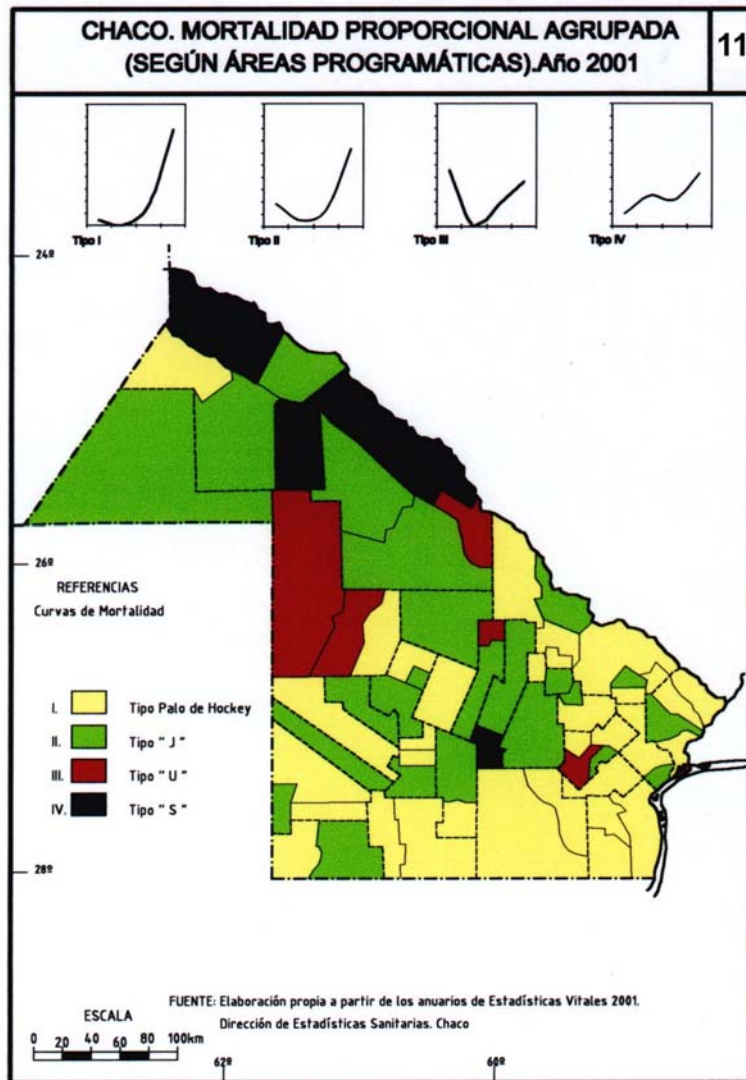 CHACO. MORTALIDAD PROPORCIONAL AGRUPADA
(SEGÚN ÁREAS PROGRAMÁTICAS).Año 2001
11
Tipo I
Tipo II
Tipo III
Tipo IV
24º
26º
REFERENCIAS
Curvas de Mortalidad
I. Tipo Palo de Hockey
II. Tipo " J "
III. Tipo " U "
IV. Tipo " S "
28º
FUENTE: Elaboración propia a partir de los anuarios de Estadísticas Vitales 2001.
Dirección de Estadísticas Sanitarias. Chaco
ESCALA
0 20 40 60 80 100km
62º
60º